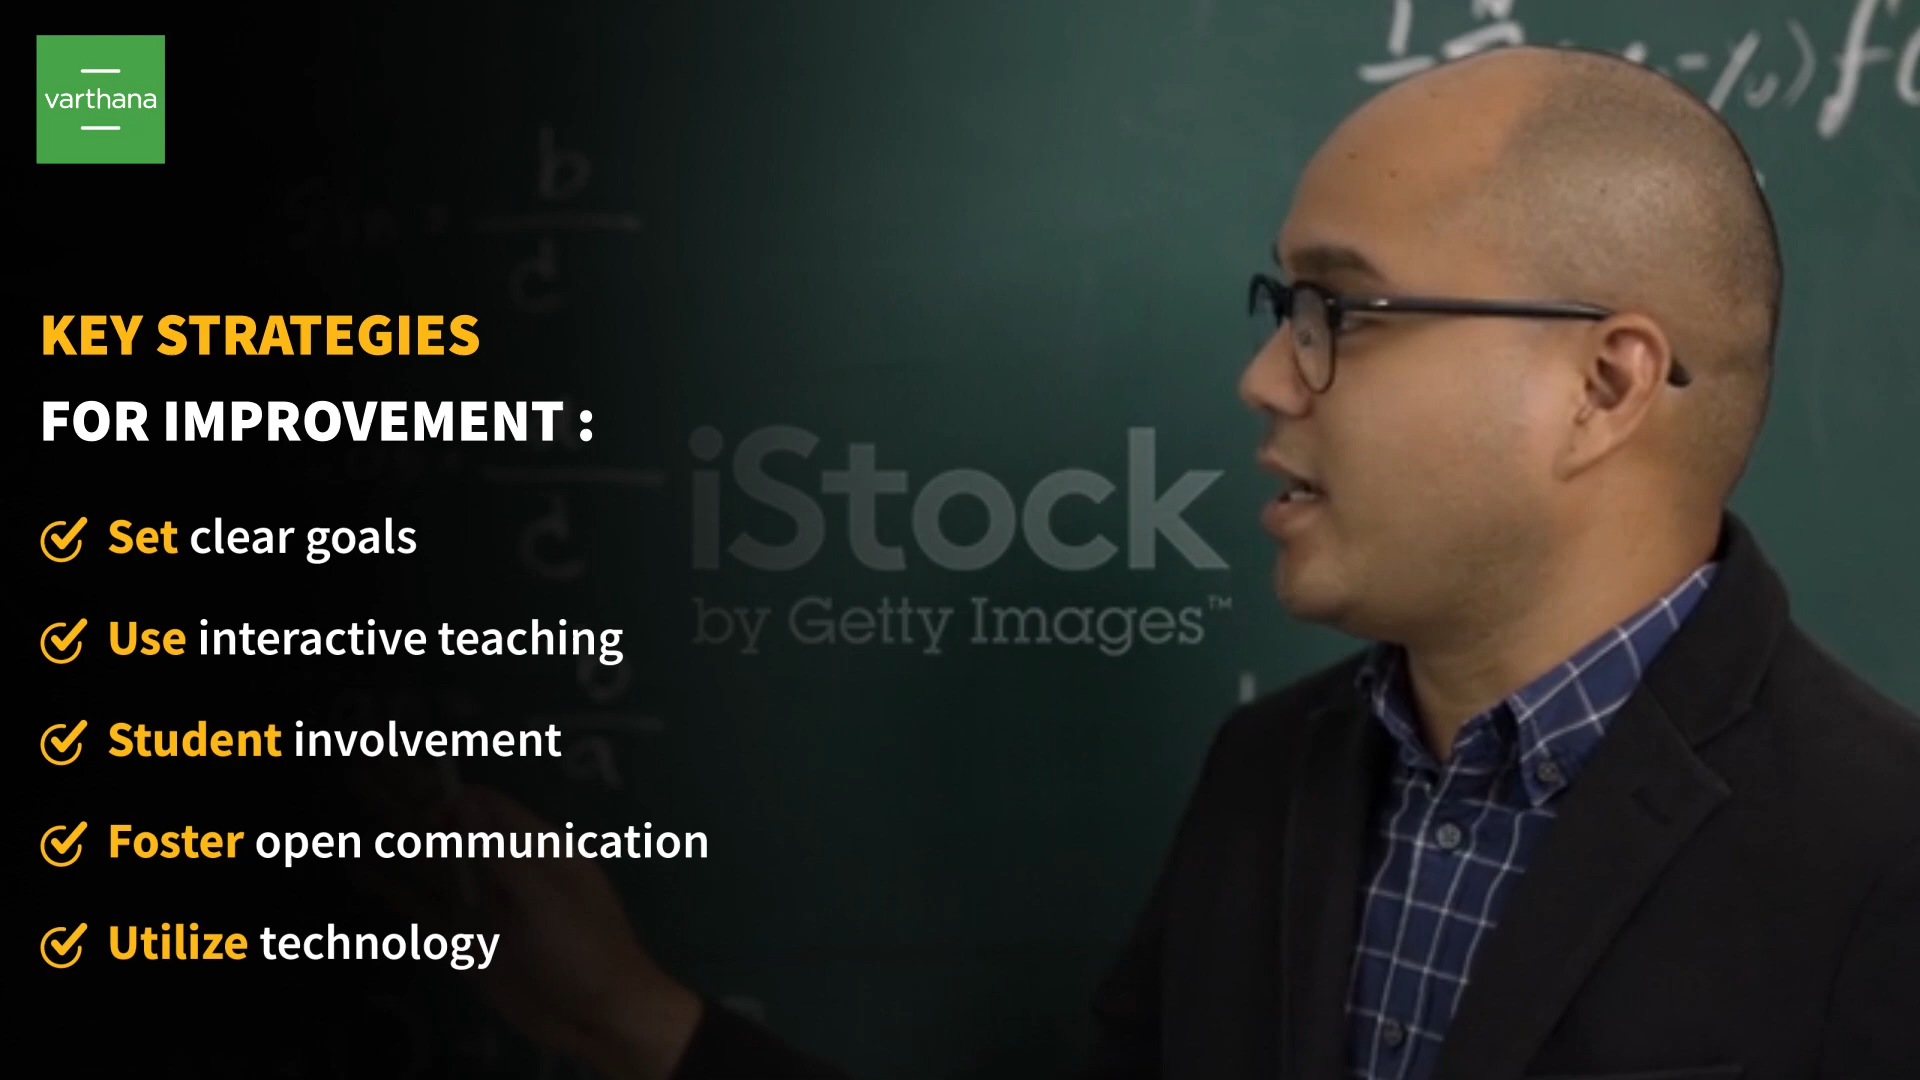 varthana
KEY STRATEGIES
FOR IMPROVEMENT :
Set clear goals
Use interactive teaching
Student involvement
Foster open communication
Utilize technology
iStock
by Getty Images™
b
c
c
b
a